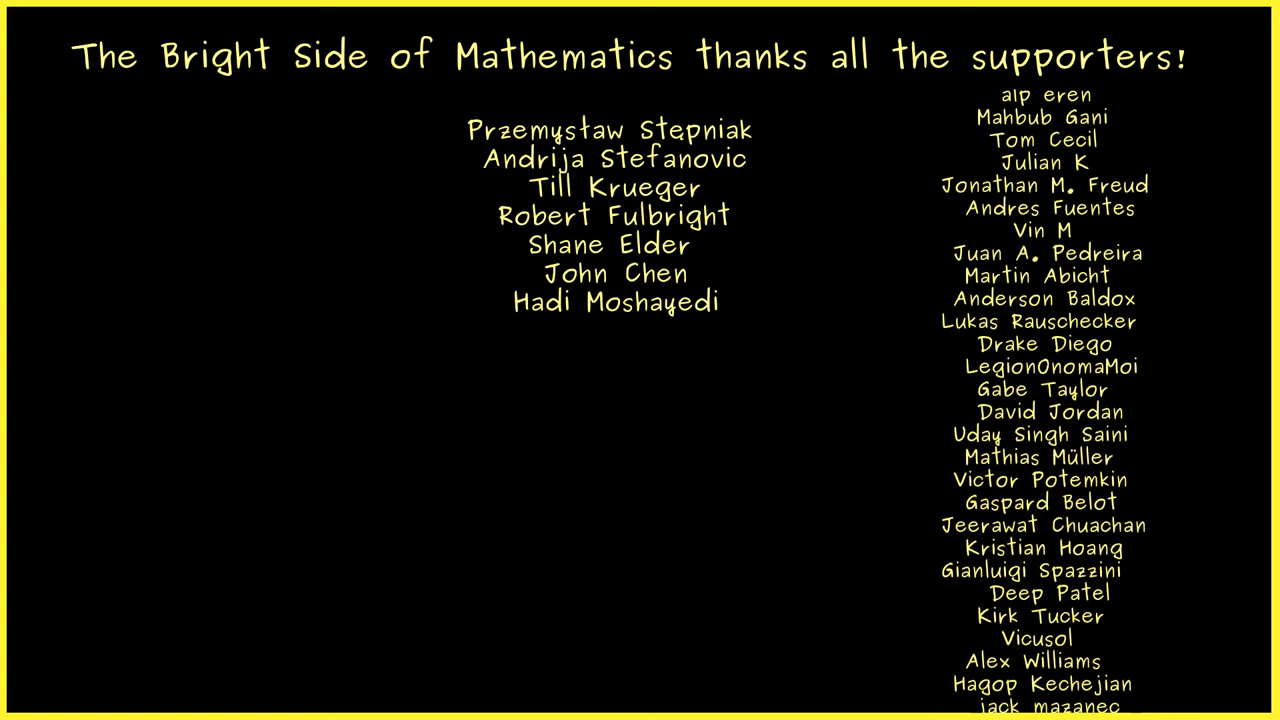 The Bright Side of Mathematics thanks all the supporters!
Przemysław Stępniak
Andrija Stefanovic
Till Krueger
Robert Fulbright
Shane Elder
John Chen
Hadi Moshayedi
alp eren
Mahbub Gani
Tom Cecil
Julian K
Jonathan M. Freud
Andres Fuentes
Vin M
Juan A. Pedreira
Martin Abicht
Anderson Baldox
Lukas Rauschecker
Drake Diego
LegionOnomaMoi
Gabe Taylor
David Jordan
Uday Singh Saini
Mathias Müller
Victor Potemkin
Gaspard Belot
Jeerawat Chuachan
Kristian Hoang
Gianluigi Spazzini
Deep Patel
Kirk Tucker
Vicusol
Alex Williams
Hagop Kechejian
jack mazanec